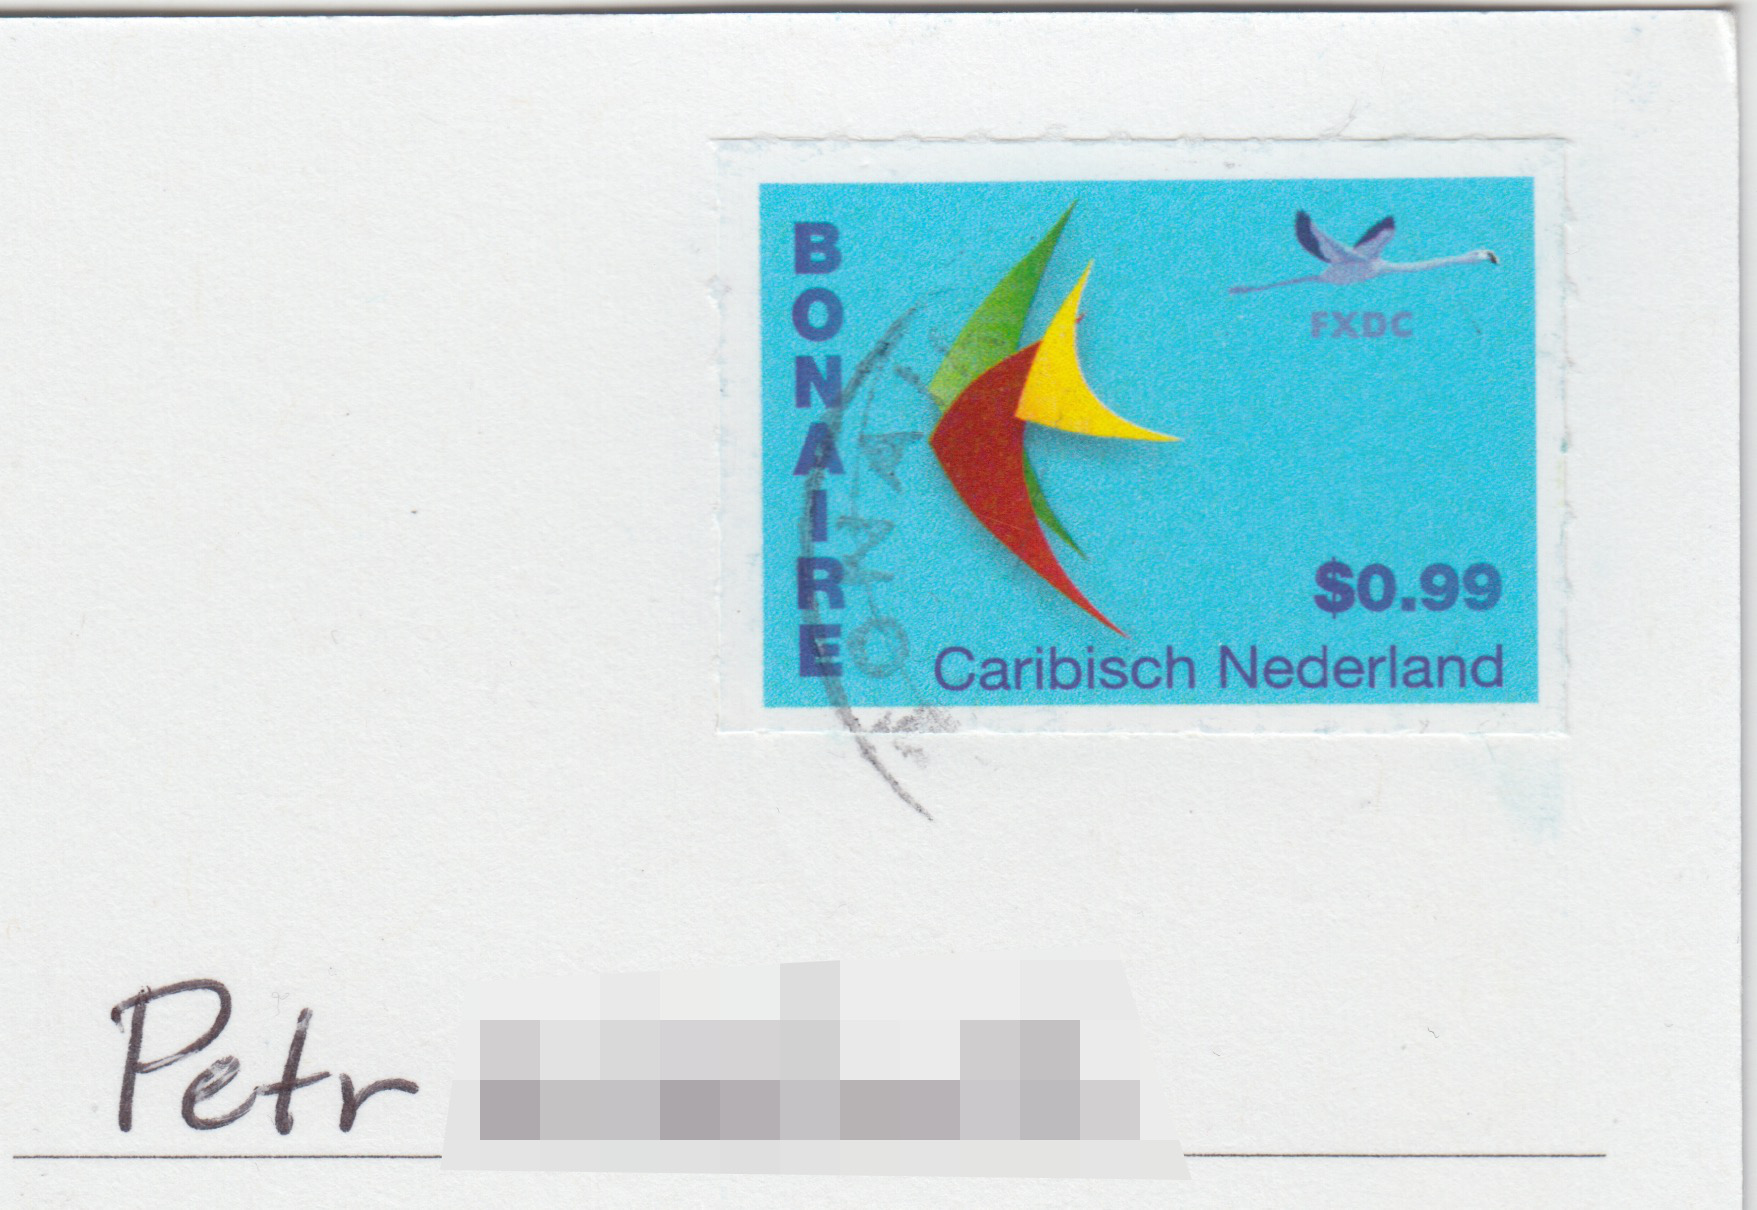 BONAIRE
FXDC
$0.99
Caribisch Nederland
Petr